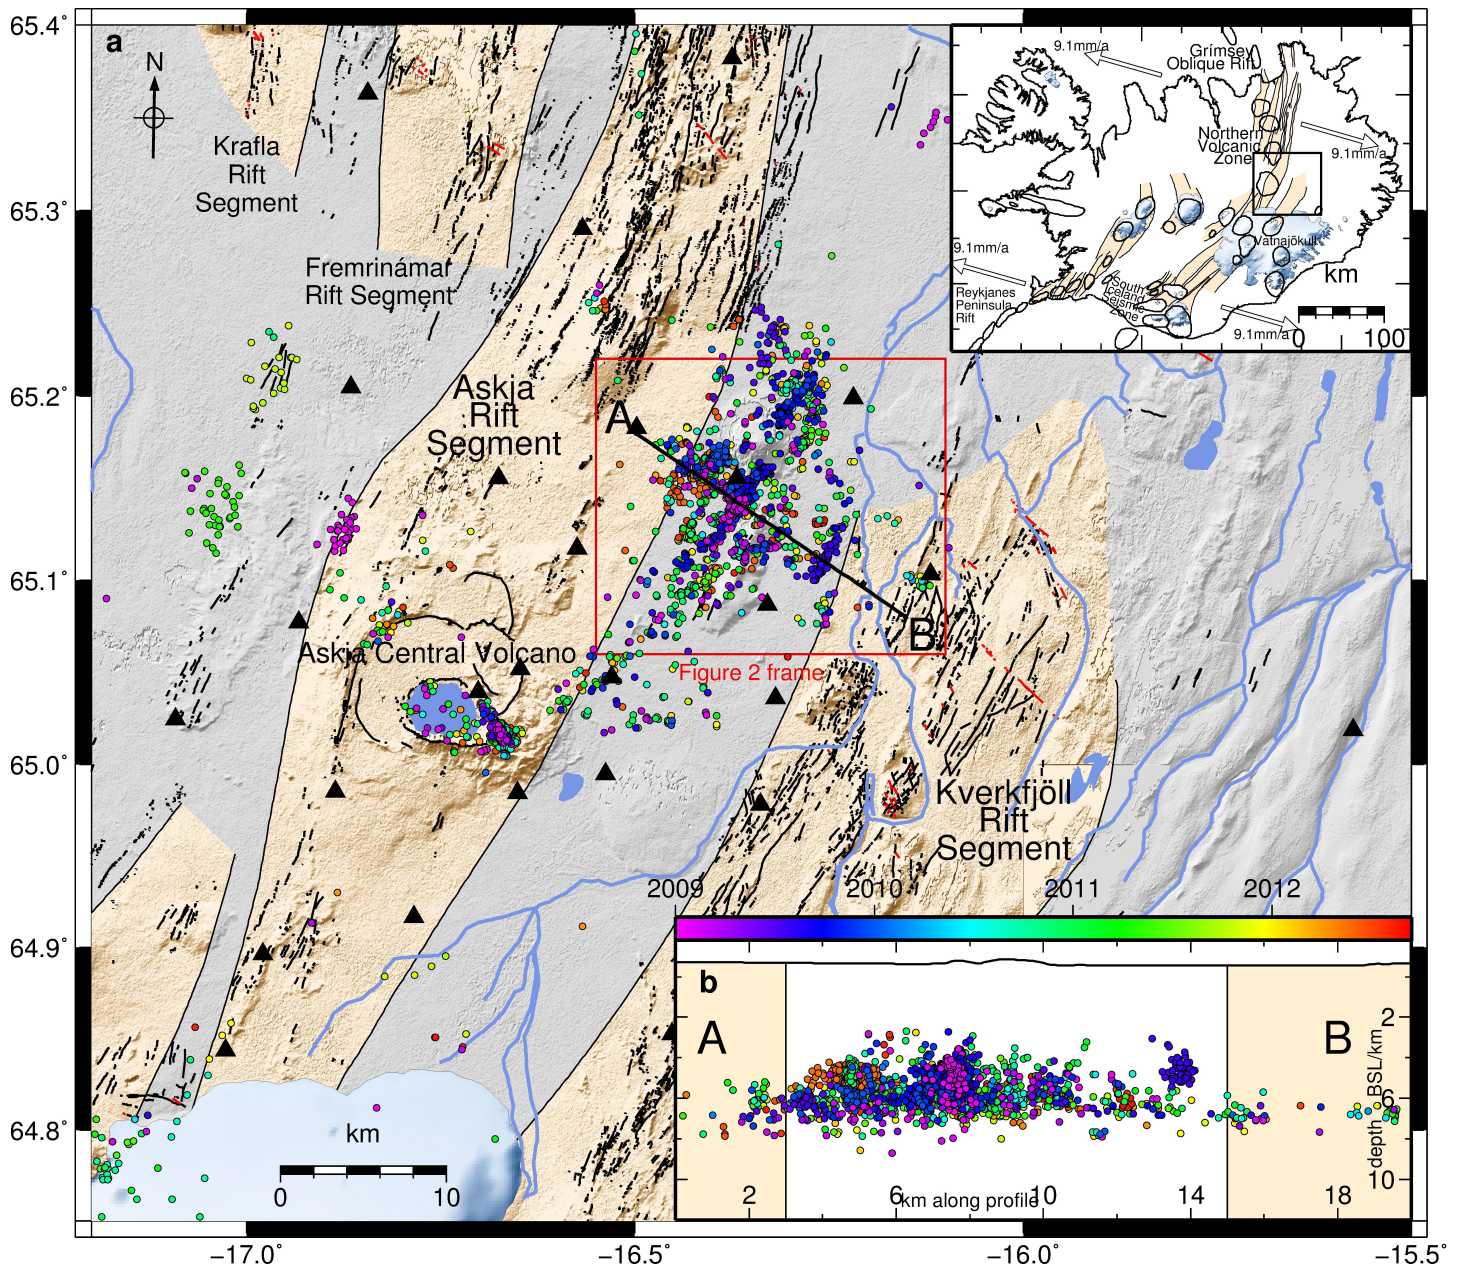 65.4°
65.3°
65.2°
65.1°
65.0°
64.9°
64.8°
a
N
Krafla
Rift
Segment
Fremrinámar
Rift Segment
Askja
Rift
Segment
A
B
Askja Central Volcano
Figure 2 frame
Kverkfjöll
Rift
Segment
km
0
10
9.1mm/a
Grímsey
Oblique Rift
Northern
Volcanic
Zone
9.1mm/a
Vatnajökull
9.1mm/a
Reykjanes
Peninsula
Rift
South
Iceland
Seismic
Zone
9.1mm/a
km
0
100
2009
2010
2011
2012
b
A
B
2
6
10
depth BSL/km
2
6
10
14
18
km along profile
−17.0°
−16.5°
−16.0°
−15.5°